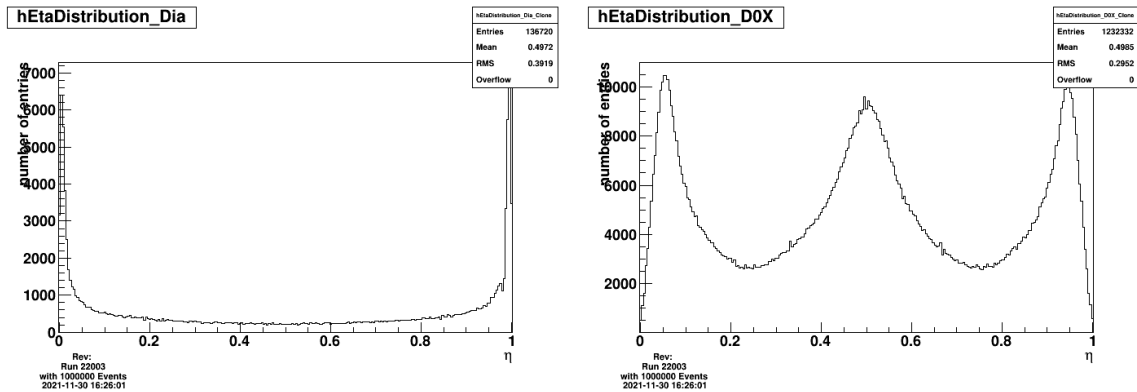 hEtaDistribution_Dia
hEtaDistribution_Dia_Clone
Entries 136720
Mean 0.4972
RMS 0.3919
Overflow 0
number of entries
7000
6000
5000
4000
3000
2000
1000
0
0 0.2 0.4 0.6 0.8 1
η
Rev:
Run 22003
with 1000000 Events
2021-11-30 16:26:01
hEtaDistribution_D0X
hEtaDistribution_D0X_Clone
Entries 1232332
Mean 0.4985
RMS 0.2952
Overflow 0
number of entries
10000
8000
6000
4000
2000
0 0.2 0.4 0.6 0.8 1
η
Rev:
Run 22003
with 1000000 Events
2021-11-30 16:26:01